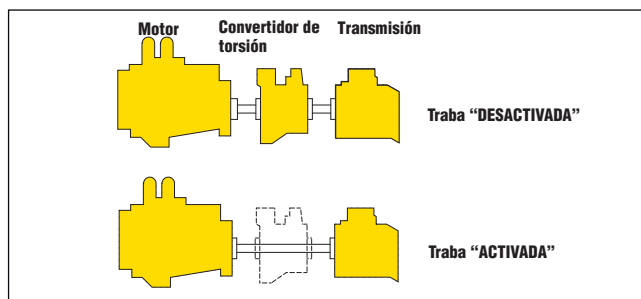 Motor
Convertidor de
torsión
Transmisión
Traba “DESACTIVADA”
Traba “ACTIVADA”